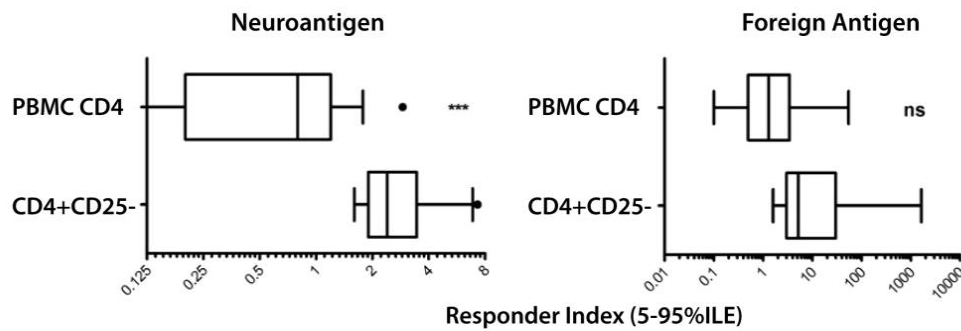 Neuroantigen
Foreign Antigen
PBMC CD4
***
PBMC CD4
ns
CD4+CD25-
CD4+CD25-
0.125 0.25 0.5 1 2 4 8
0.01 0.1 1 10 100 1000 10000
Responder Index (5-95%ILE)